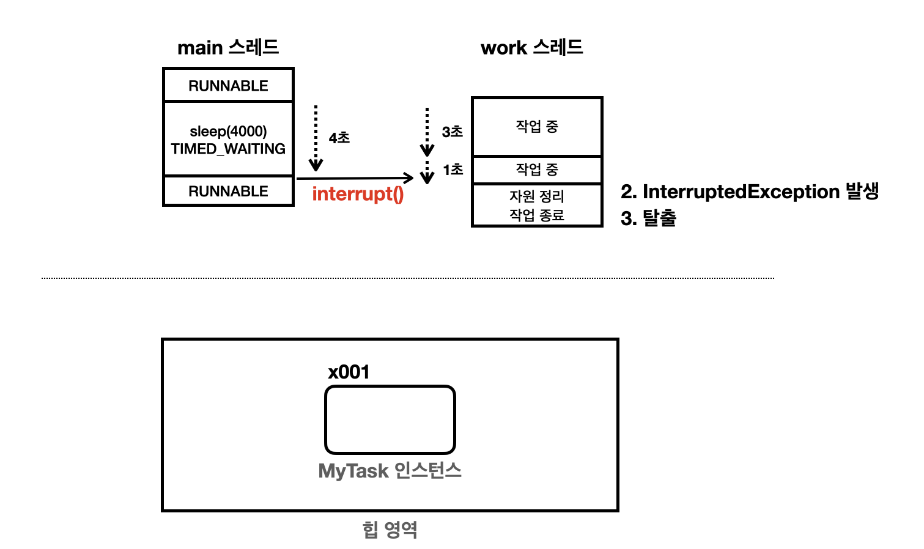 main 스레드
work 스레드
RUNNABLE
sleep(4000)
TIMED_WAITING
RUNNABLE
4초
interrupt()
3초
1초
작업 중
작업 중
자원 정리
작업 종료
2. InterruptedException 발생
3. 탈출
x001
MyTask 인스턴스
힙 영역